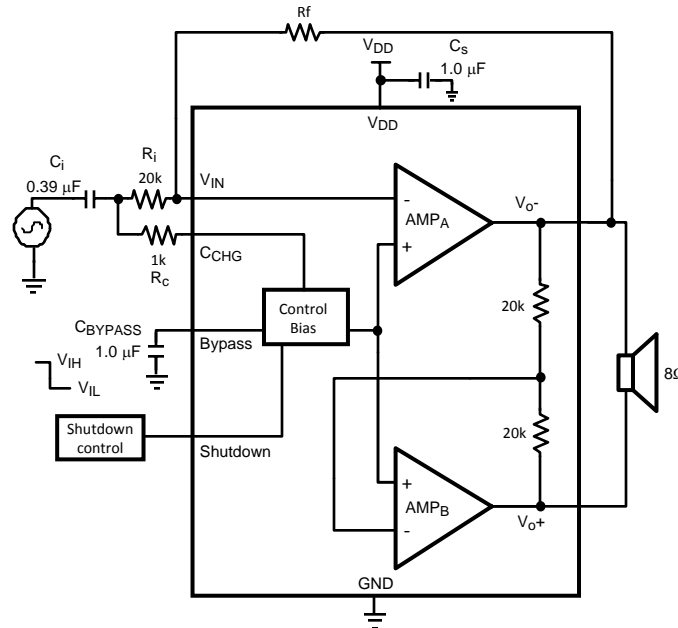 Rf
VDD
Cs
1.0 μF
VDD
Ci
0.39 μF
Ri
20k
VIN
1k
Rc
CCHG
-
+
AMPA
Vo-
Control
Bias
20k
CBYPASS
1.0 μF
Bypass
VIH
VIL
8Ω
Shutdown
control
Shutdown
20k
+
-
AMPB
Vo+
GND